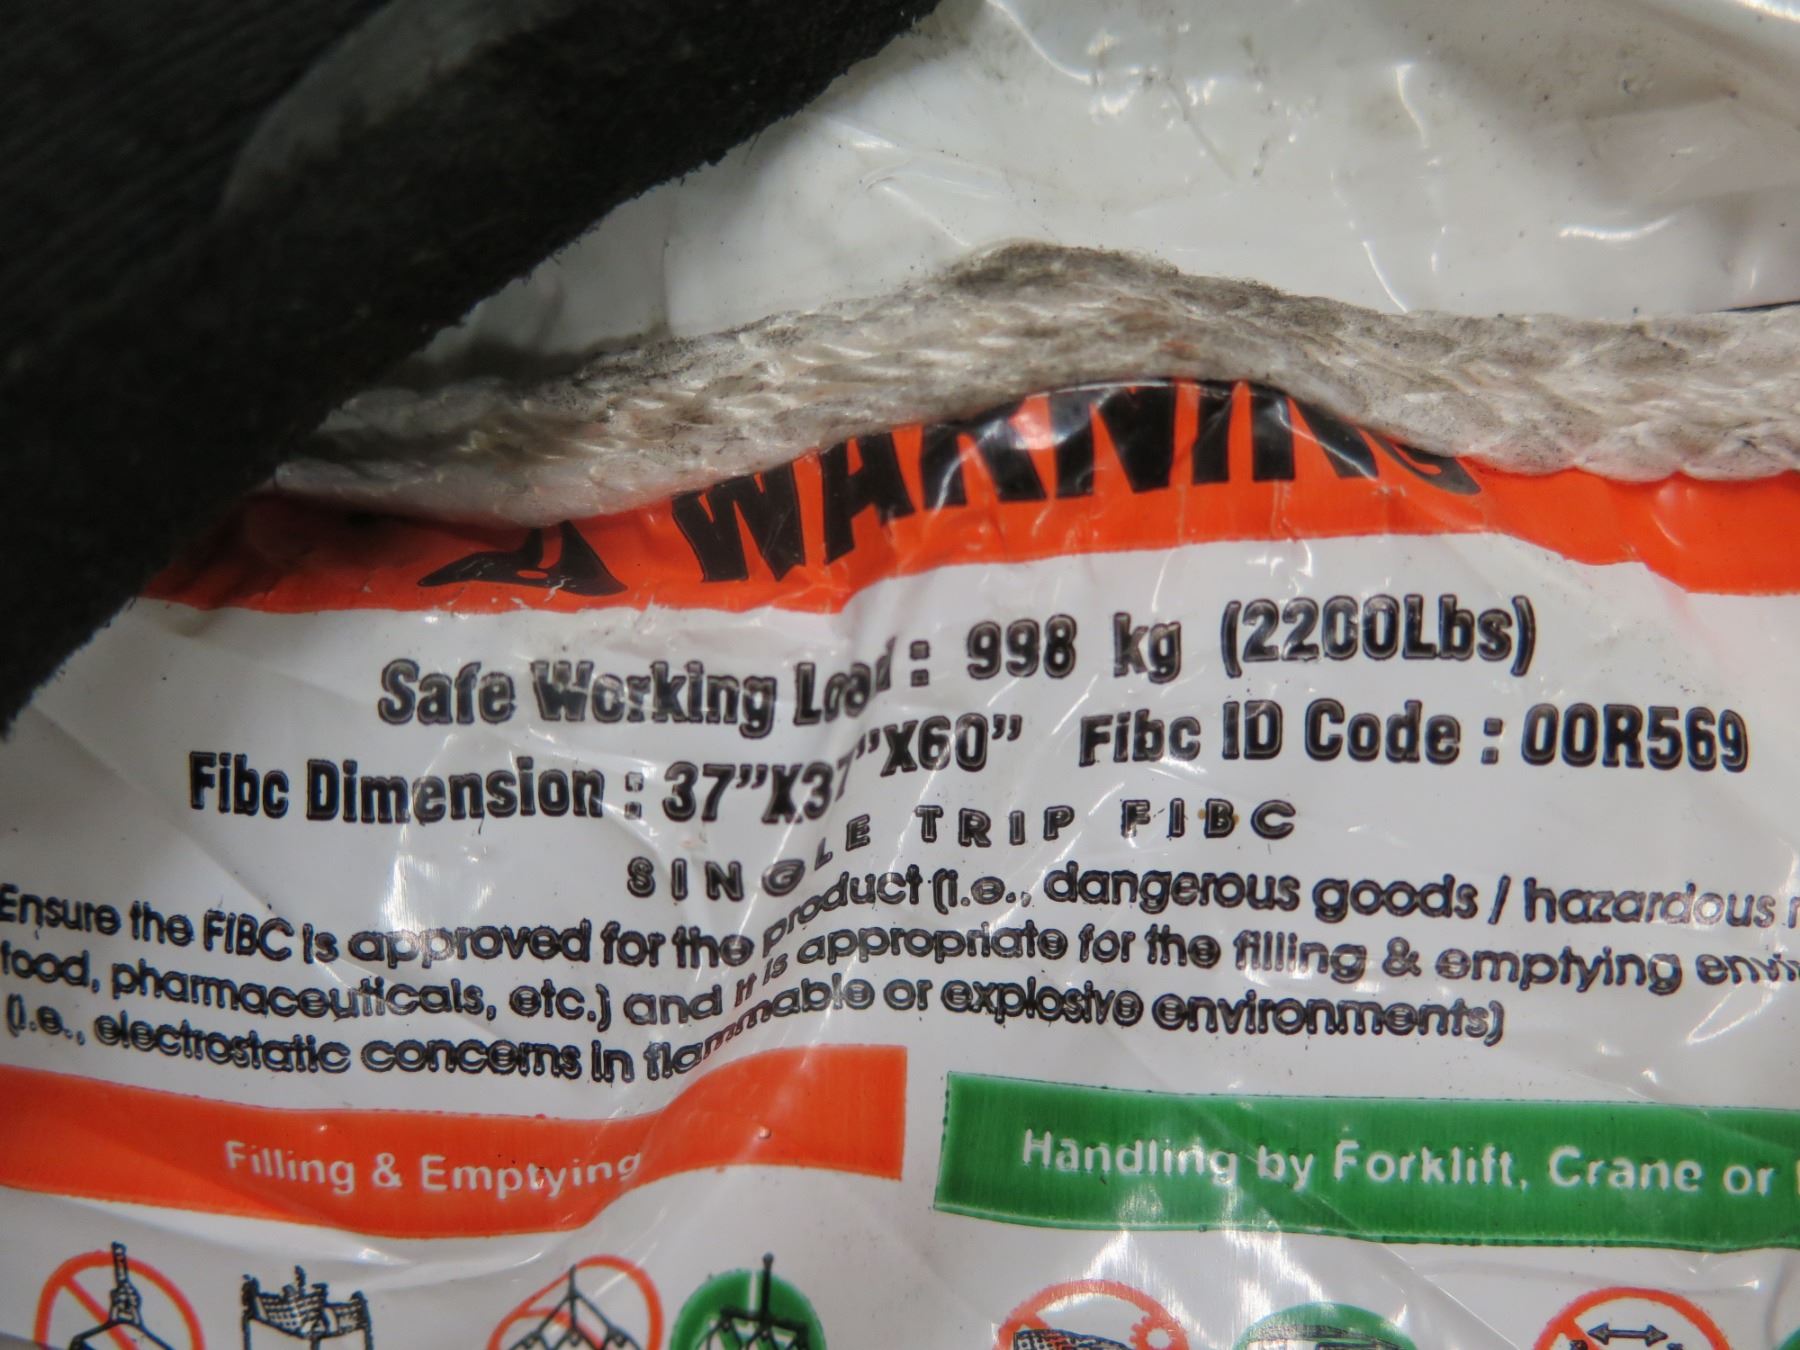 WARNING
Safe Working Load : 998 kg (2200Lbs)
Fibc Dimension : 37”X37”X60” Fibc ID Code : 00R569
SINGLE TRIP FIBC
Ensure the FIBC is approved for the product (i.e., dangerous goods / hazardous
food, pharmaceuticals, etc.) and it is appropriate for the filling & emptying
(i.e., electrostatic concerns in flammable or explosive environments)
Filling & Emptying
Handling by Forklift, Crane or